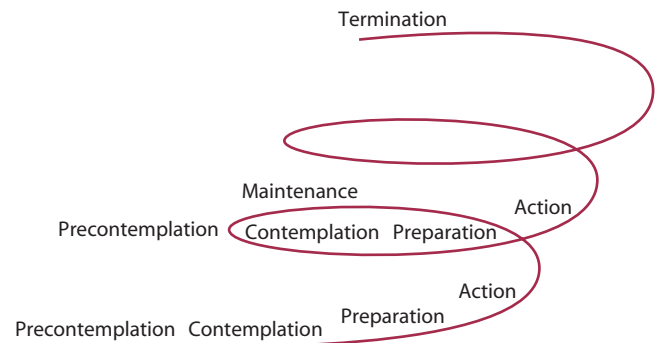 Termination
Maintenance
Action
Precontemplation
Contemplation Preparation
Action
Preparation
Precontemplation Contemplation